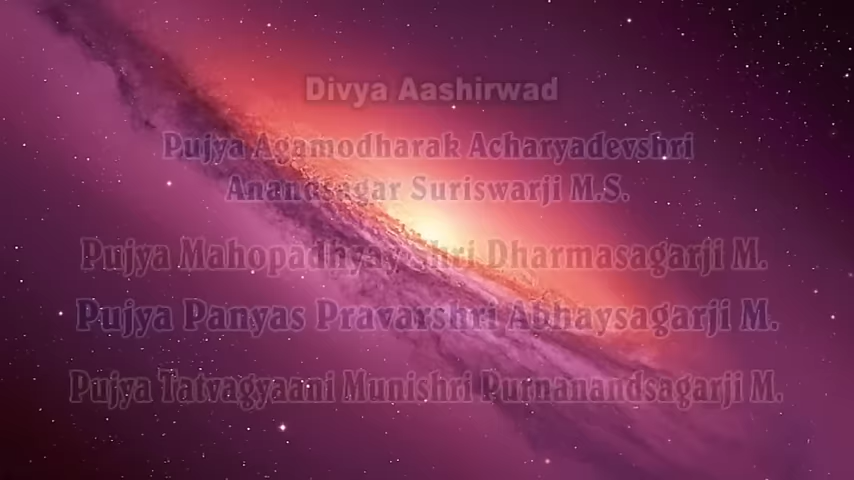 Divya Aashirwad
Pujya Agamodharak Acharyadevshri
Anandsagar Suriswarji M.S.
Pujya Mahopadhyayshri Dharmasagarji M.
Pujya Panyas Pravarshri Abhaysagarji M.
Pujya Tatvagyaani Munishri Purnanandsagarji M.